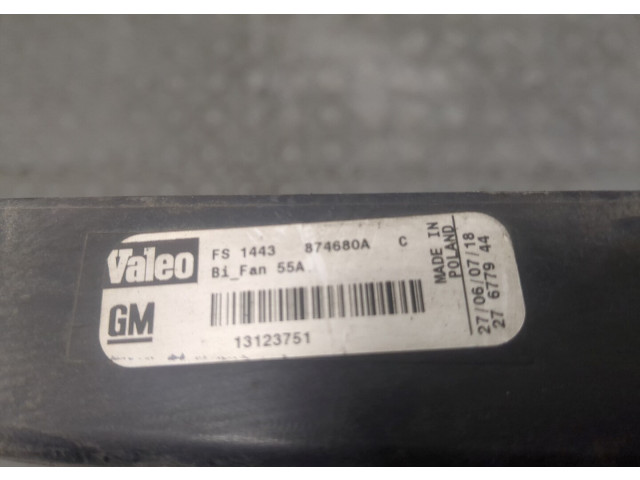 Valeo FS 1443 874680A C
Bi_Fan 55A
GM
13123751
MADE IN
POLAND
27/06/07/18
27 6779 44